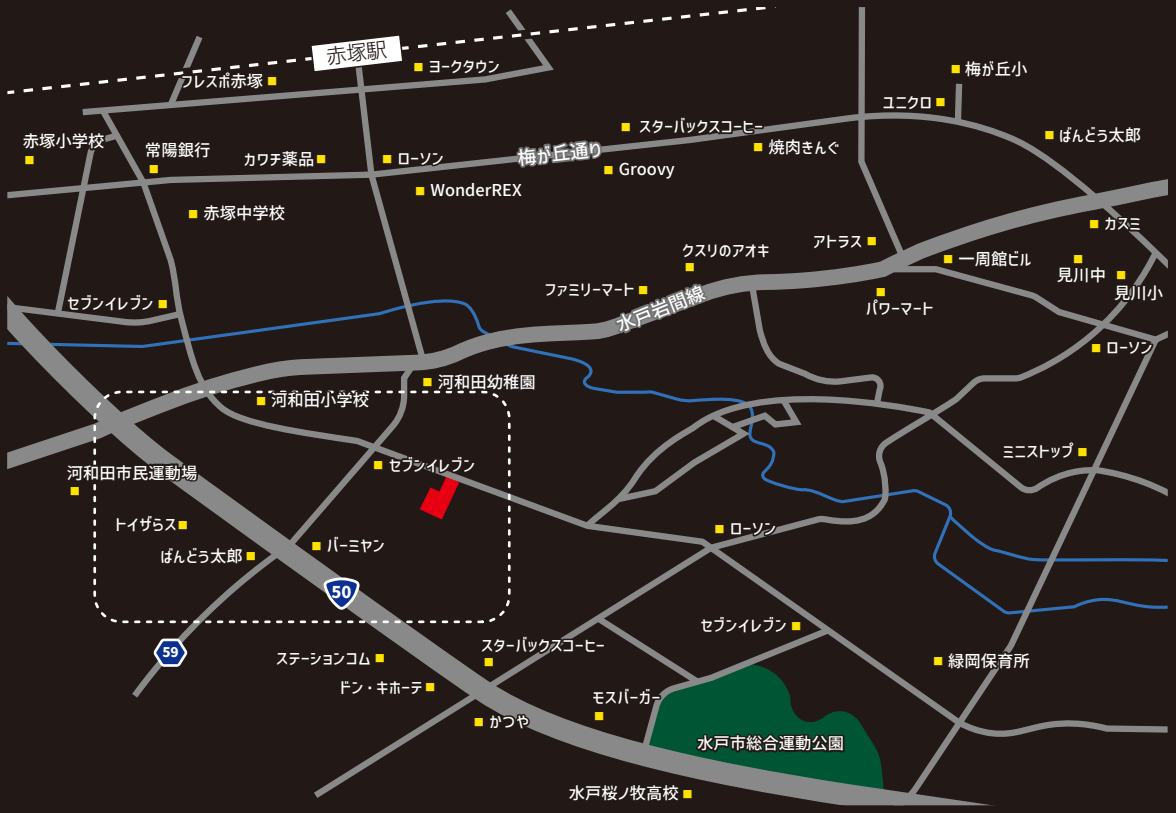 赤塚駅
ヨークタウン
フレスポ赤塚
梅が丘小
ユニクロ
スターバックスコーヒー
ばんどう太郎
赤塚小学校
常陽銀行
カワチ薬品
ローソン
梅が丘通り
焼肉きんぐ
Groovy
WonderREX
赤塚中学校
カスミ
アトラス
クスリのアオキ
一周館ビル
見川中
見川小
ファミリーマート
セブンイレブン
水戸岩間線
パワーマート
ローソン
河和田幼稚園
河和田小学校
ミニストップ
セブンイレブン
河和田市民運動場
トイザらス
ローソン
バーミヤン
ばんどう太郎
50
セブンイレブン
スターバックスコーヒー
59
ステーションコム
緑岡保育所
ドン・キホーテ
モスバーガー
かつや
水戸市総合運動公園
水戸桜ノ牧高校